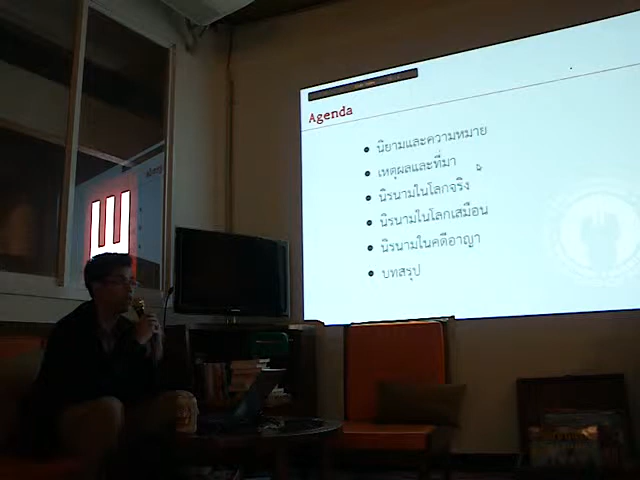 Agenda
นิยามและความหมาย
เหตุผลและที่มา
นิรนามในโลกจริง
นิรนามในโลกเสมือน
นิรนามในคดีอาญา
บทสรุป